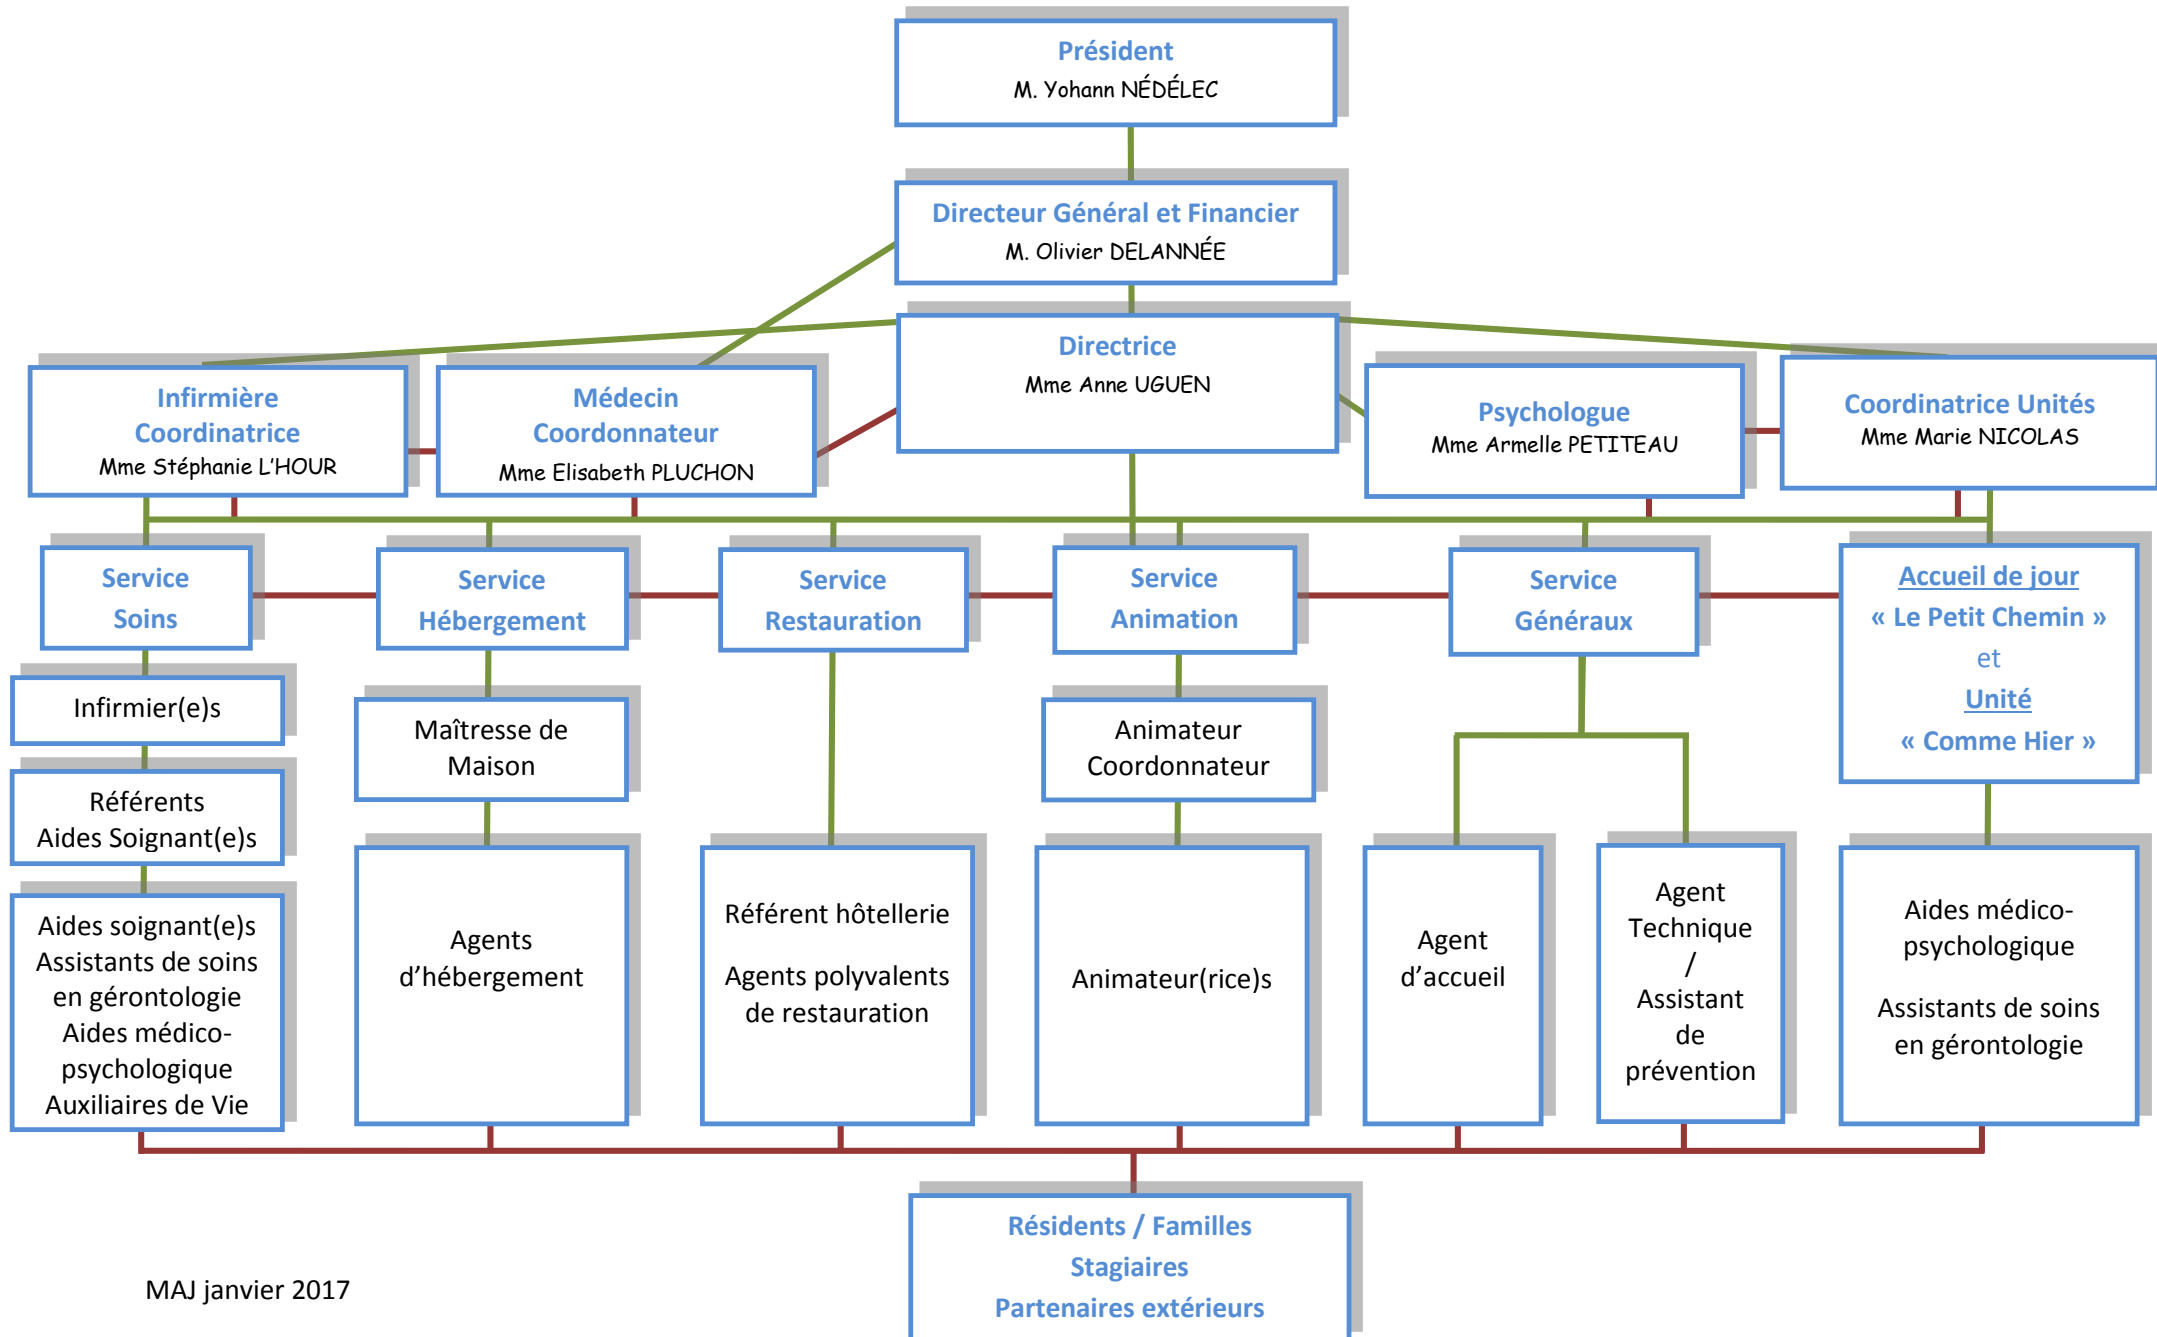 Président
M. Yohann NÉDÉLEC
Directeur Général et Financier
M. Olivier DELANNÉE
Directrice
Mme Anne UGUEN
Infirmière
Coordinatrice
Mme Stéphanie L'HOUR
Médecin
Coordonnateur
Mme Elisabeth PLUCHON
Psychologue
Mme Armelle PETITEAU
Coordinatrice Unités
Mme Marie NICOLAS
Service
Soins
Service
Hébergement
Service
Restauration
Service
Animation
Service
Généraux
Accueil de jour
« Le Petit Chemin »
et
Unité
« Comme Hier »
Infirmier(e)s
Maîtresse de
Maison
Animateur
Coordonnateur
Référents
Aides Soignant(e)s
Aides soignant(e)s
Assistants de soins
en gérontologie
Aides médico-
psychologique
Auxiliaires de Vie
Agents
d'hébergement
Référent hôtellerie
Agents polyvalents
de restauration
Animateur(rice)s
Agent
d'accueil
Agent
Technique
/
Assistant
de
prévention
Aides médico-
psychologique
Assistants de soins
en gérontologie
Résidents / Familles
Stagiaires
Partenaires extérieurs
MAJ janvier 2017